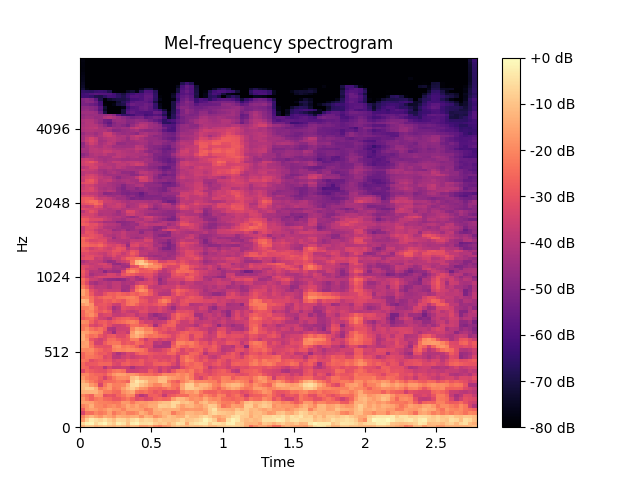 Mel-frequency spectrogram
Hz
4096
2048
1024
512
0
0
0.5
1
1.5
2
2.5
Time
+0 dB
-10 dB
-20 dB
-30 dB
-40 dB
-50 dB
-60 dB
-70 dB
-80 dB